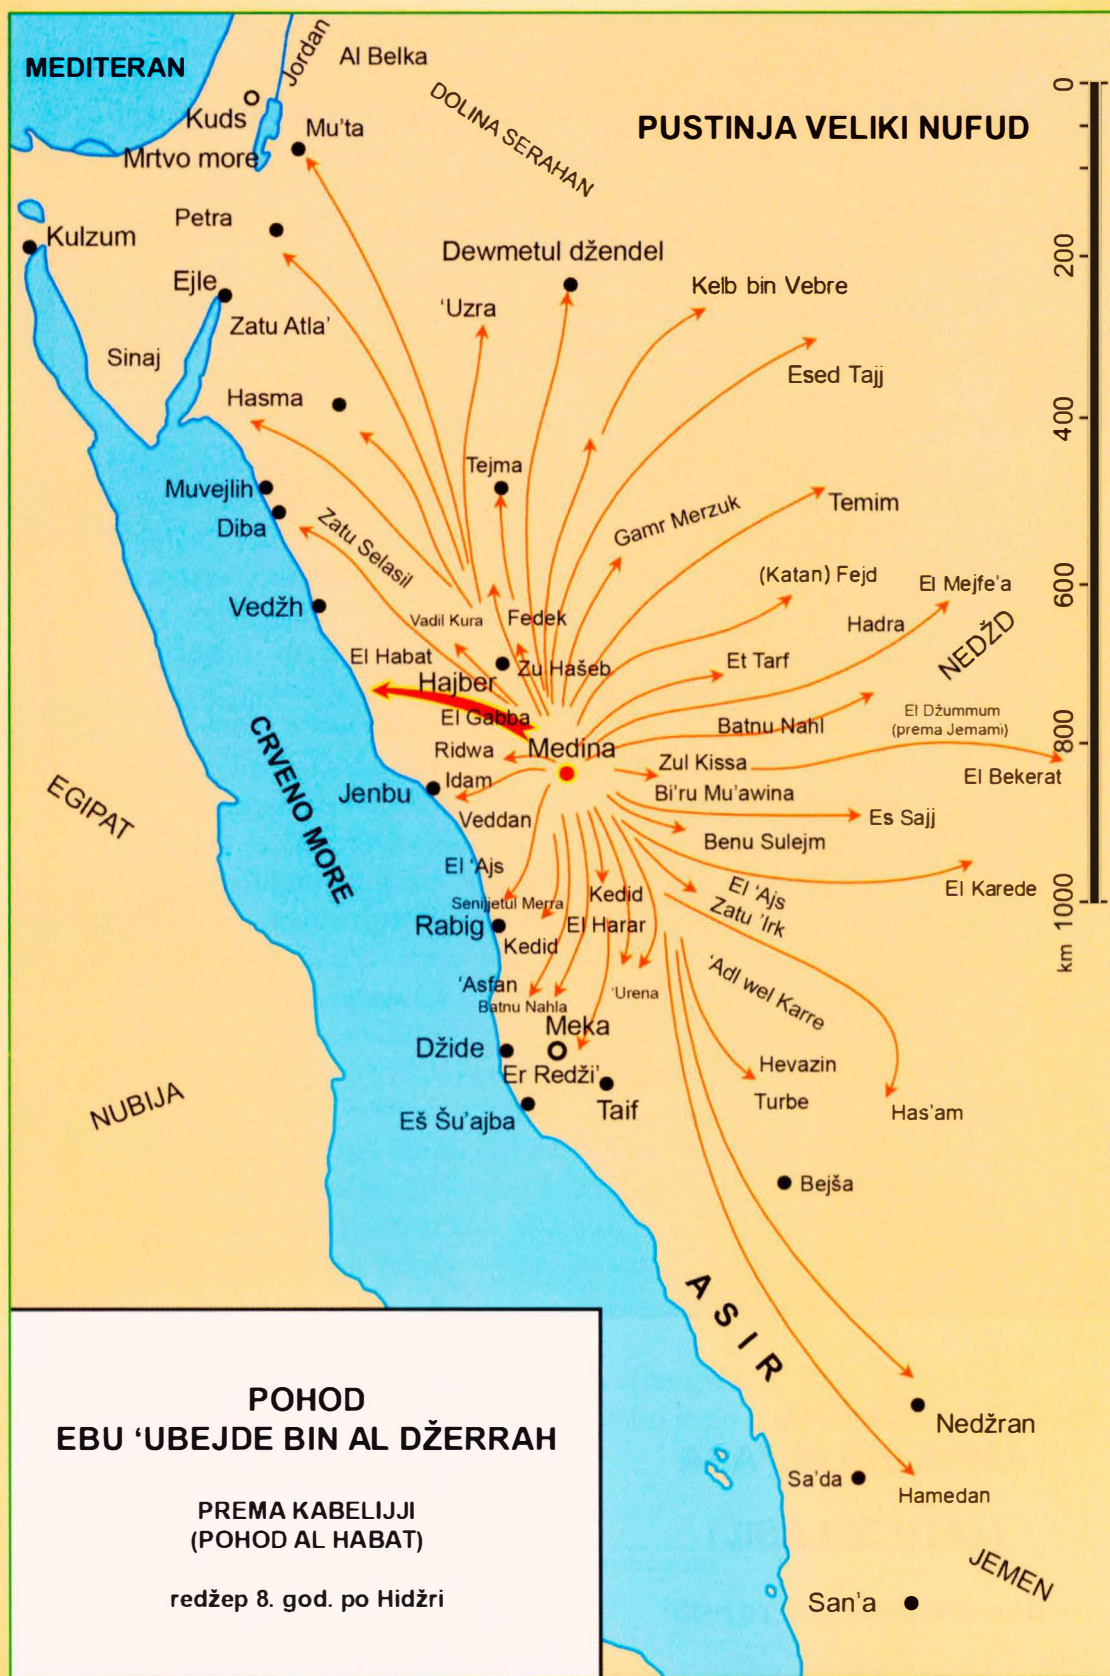 MEDITERAN
Jordan
Al Belka
DOLINA SERAHAN
PUSTINJA VELIKI NUFUD
Kuds
Mu'ta
Mrtvo more
Petra
Kulzum
Ejle
Zatu Atla'
Sinaj
Dewmetul džendel
'Uzra
Kelb bin Vebre
Esed Tajj
Hasma
Tejma
Muvejlih
Diba
Zatu Selasil
Gamr Merzuk
Temim
Vedžh
Vadil Kura
Fedek
(Katan) Fejd
El Mejfe'a
Hadra
NEDŽD
El Habat
Hajber
Zu Hašeb
Et Tarf
El Gabba
Batnu Nahl
El Džummum
(prema Jemami)
Ridwa
Medina
Zul Kissa
El Bekerat
Idam
Jenbu
Bi'ru Mu'awina
Veddan
Es Sajj
Benu Sulejm
CRVENO MORE
EGIPAT
El 'Ajs
Senijjetul Merra
Kedid
El 'Ajs
Zatu 'Irk
El Karede
Rabig
Kedid
El Harar
'Adl wel Karre
'Asfan
Batnu Nahla
'Urena
Meka
Džide
Er Redži'
Taif
Hevazin
Turbe
Has'am
Eš Šu'ajba
NUBIJA
Bejša
ASIR
Nedžran
Sa'da
Hamedan
JEMEN
San'a
0
200
400
600
800
1000
km
POHOD
EBU 'UBEJDE BIN AL DŽERRAH
PREMA KABELIJJI
(POHOD AL HABAT)
redžep 8. god. po Hidžri